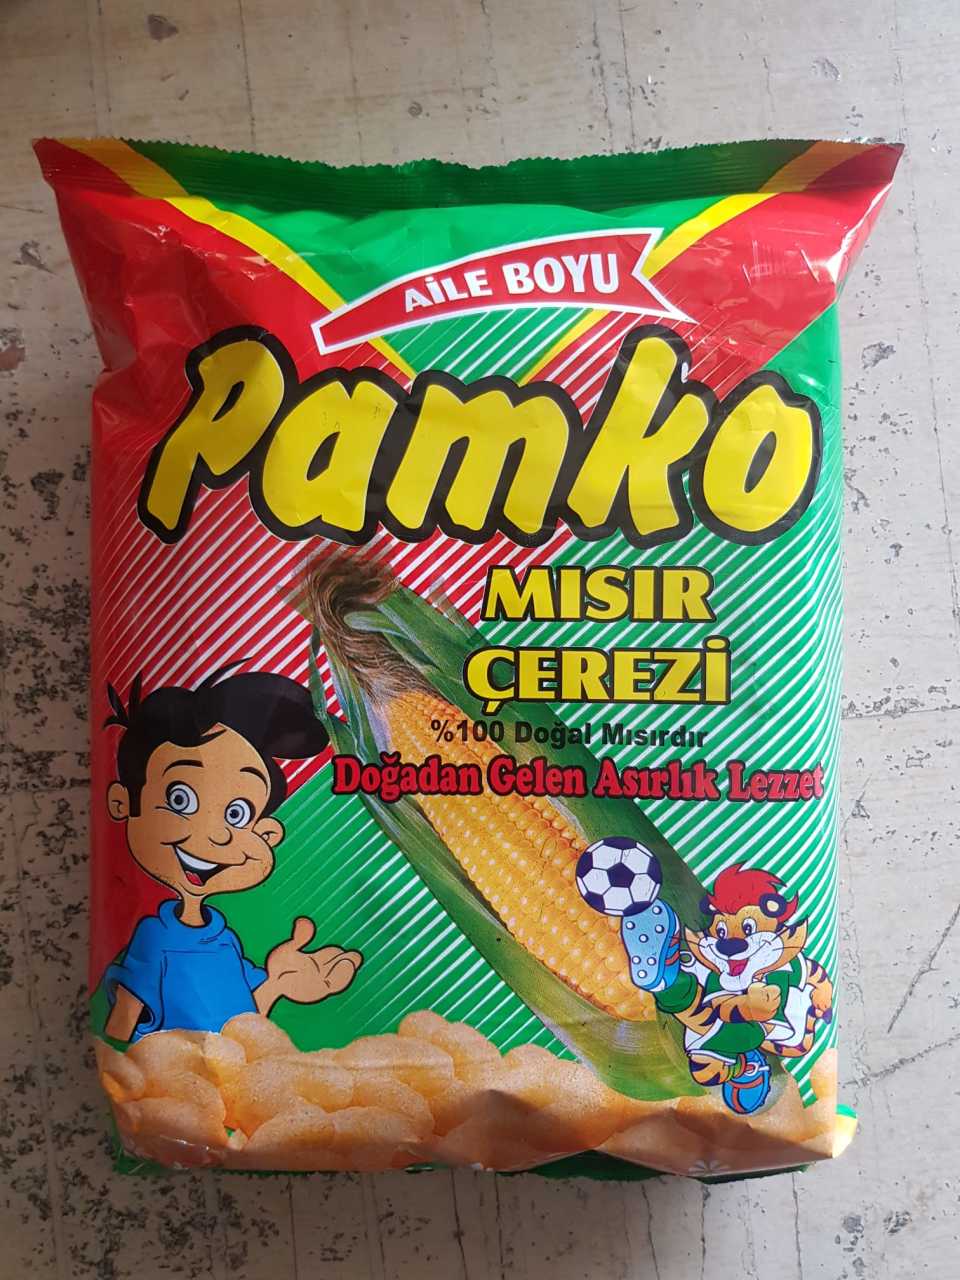 AİLE BOYU
Pamko
MISIR
ÇEREZİ
%100 Doğal Mısırdır
Doğadan Gelen Asırlık Lezzet